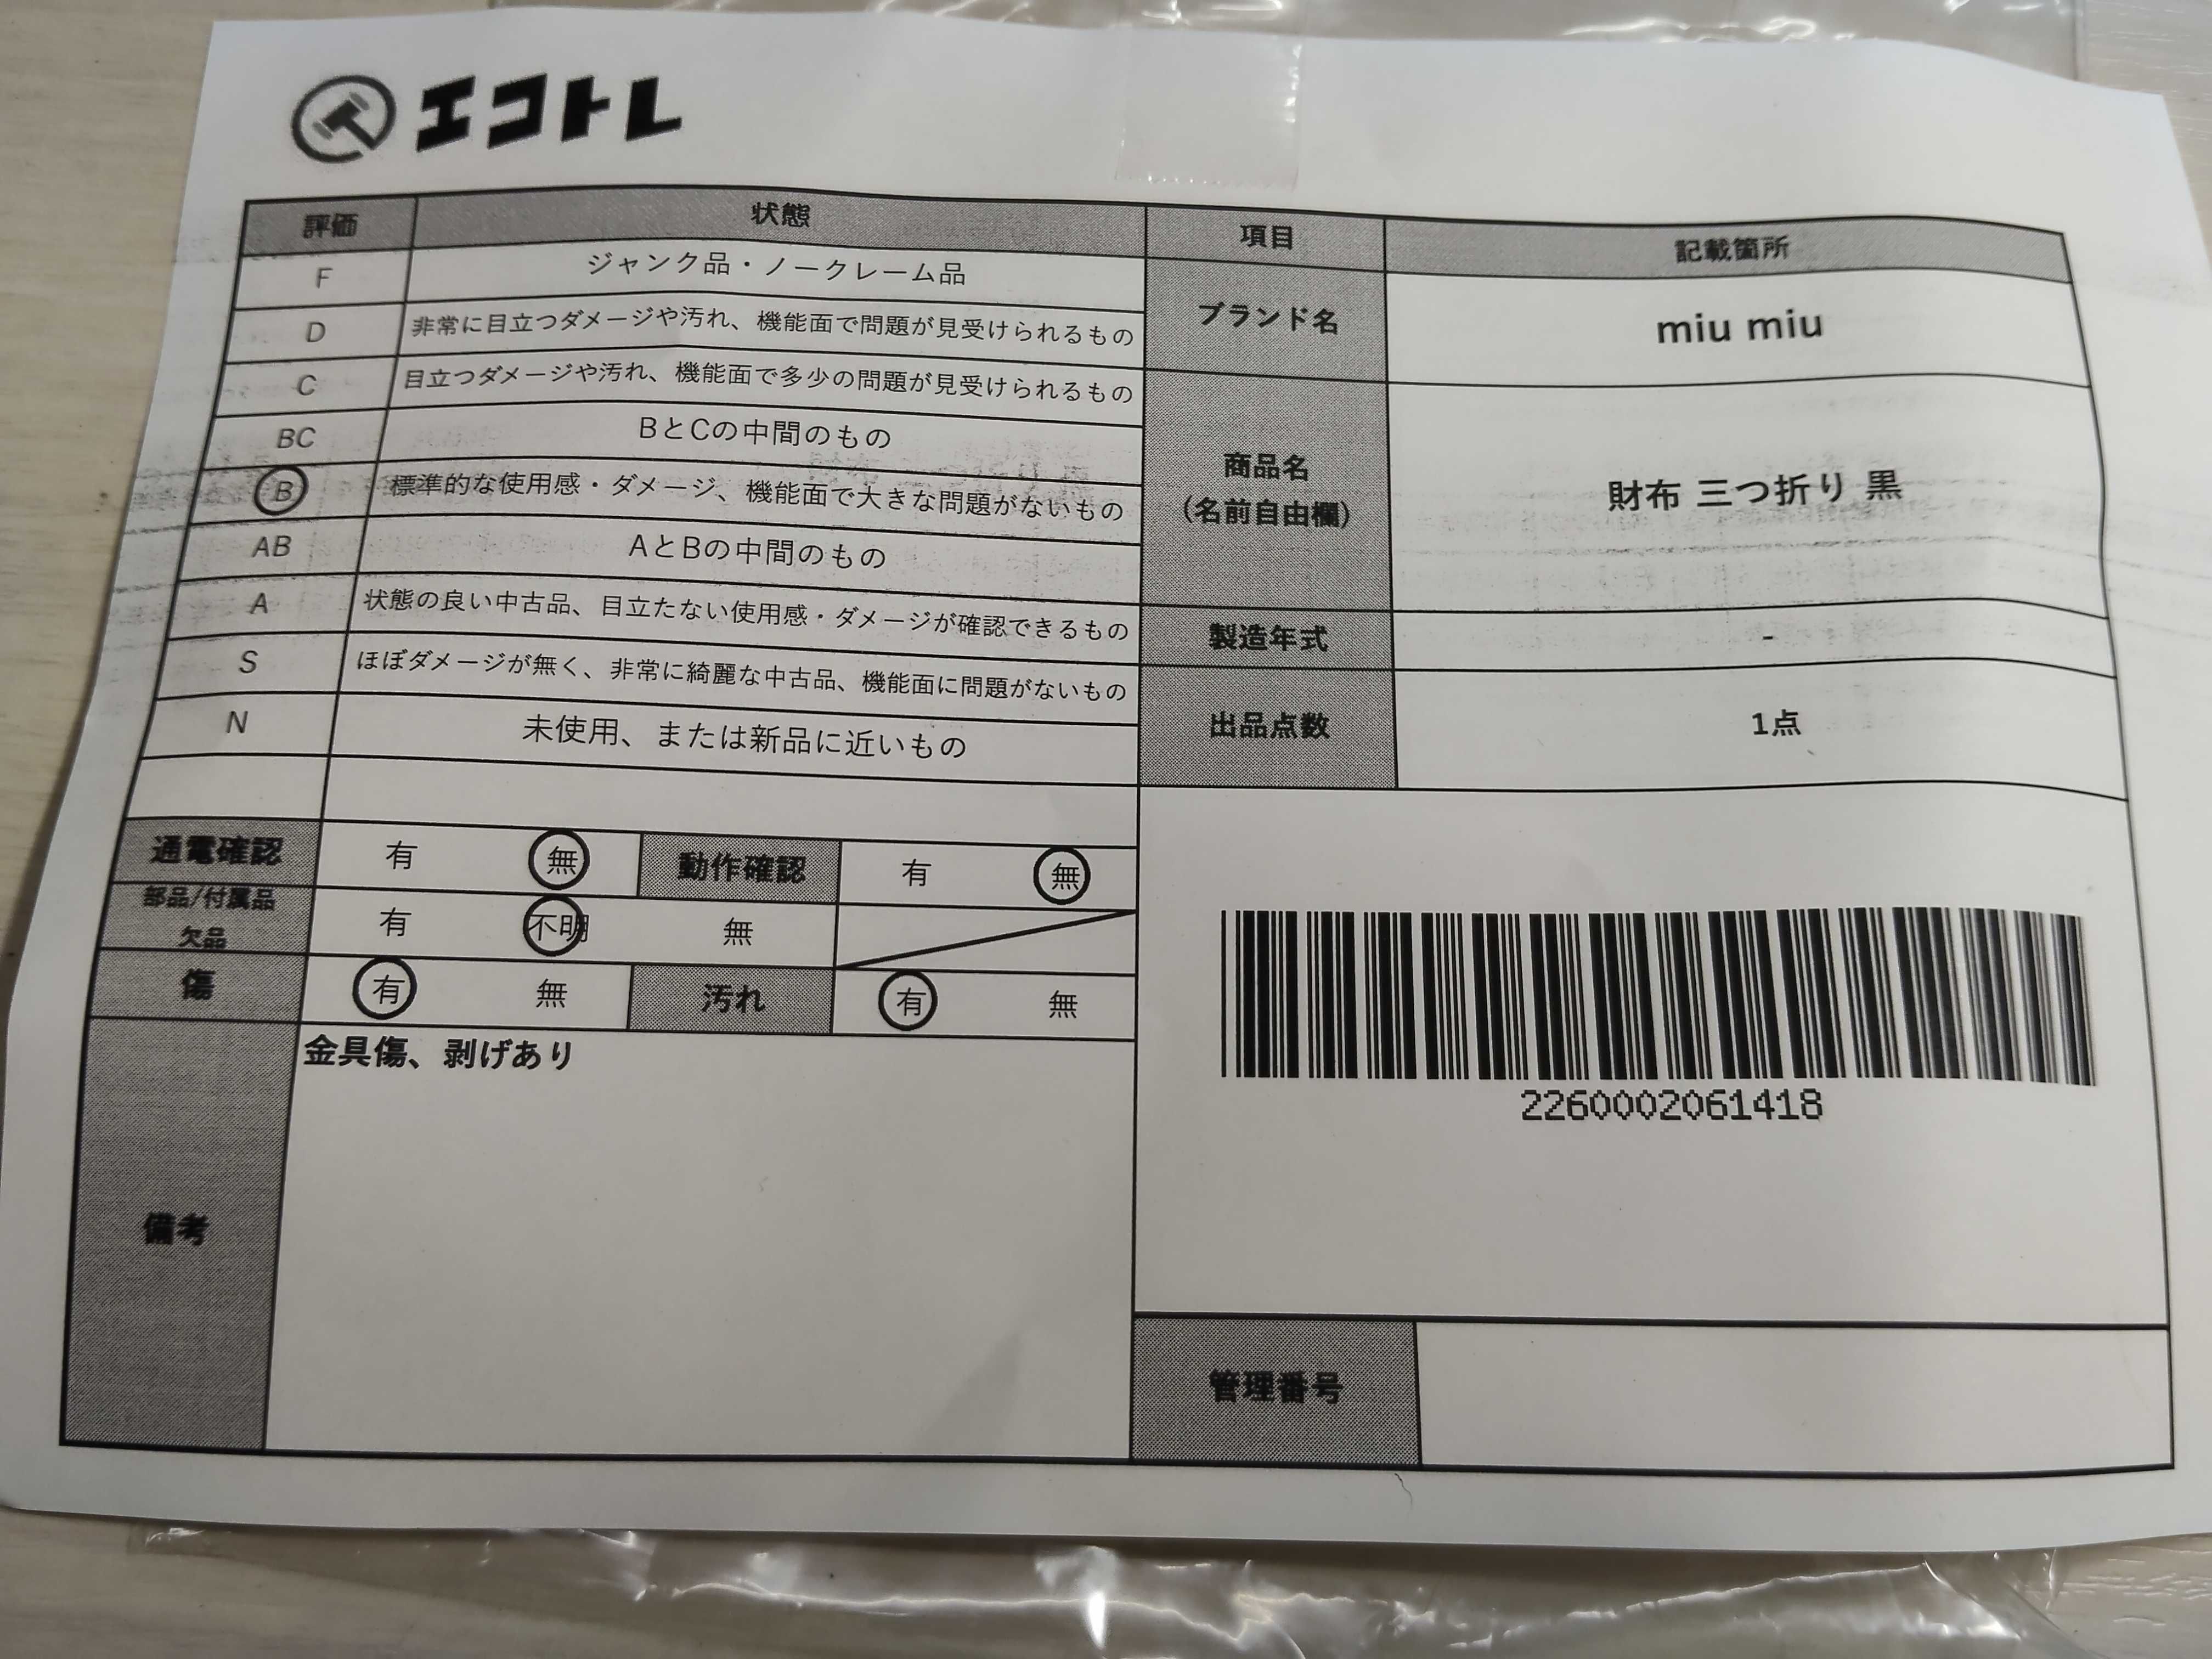 エコトレ
評価 状態
F ジャンク品・ノークレーム品
D 非常に目立つダメージや汚れ、機能面で問題が見受けられるもの
C 目立つダメージや汚れ、機能面で多少の問題が見受けられるもの
BC BとCの中間のもの
B 標準的な使用感・ダメージ、機能面で大きな問題がないもの
AB AとBの中間のもの
A 状態の良い中古品、目立たない使用感・ダメージが確認できるもの
S ほぼダメージが無く、非常に綺麗な中古品、機能面に問題がないもの
N 未使用、または新品に近いもの
通電確認 有 無 動作確認 有 無
部品/付属品
欠品 有 不明 無
傷 有 無 汚れ 有 無
備考 金具傷、剥げあり
項目 記載箇所
ブランド名 miu miu
商品名
(名前自由欄) 財布 三つ折り 黒
製造年式 -
出品点数 1点
2260002061418
管理番号